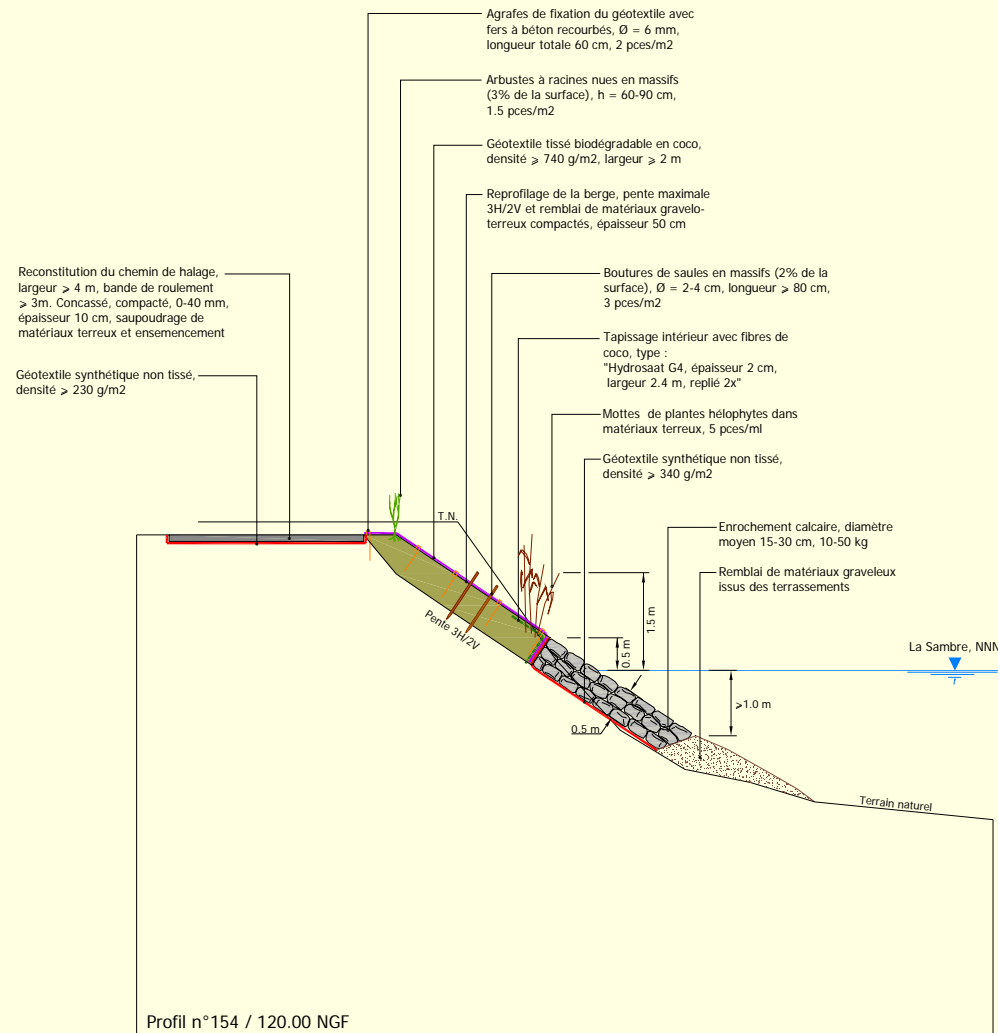 Agrafes de fixation du géotextile avec
fers à béton recourbés, Ø = 6 mm,
longueur totale 60 cm, 2 pces/m2
Arbustes à racines nues en massifs
(3% de la surface), h = 60-90 cm,
1.5 pces/m2
Géotextile tissé biodégradable en coco,
densité ⩾ 740 g/m2, largeur ⩾ 2 m
Reprofilage de la berge, pente maximale
3H/2V et remblai de matériaux gravelo-
terreux compactés, épaisseur 50 cm
Reconstitution du chemin de halage,
largeur ⩾ 4 m, bande de roulement
⩾ 3m. Concassé, compacté, 0-40 mm,
épaisseur 10 cm, saupoudrage de
matériaux terreux et ensemencement
Boutures de saules en massifs (2% de la
surface), Ø = 2-4 cm, longueur ⩾ 80 cm,
3 pces/m2
Tapissage intérieur avec fibres de
coco, type :
"Hydrosaat G4, épaisseur 2 cm,
largeur 2.4 m, replié 2x"
Géotextile synthétique non tissé,
densité ⩾ 230 g/m2
Mottes de plantes hélophytes dans
matériaux terreux, 5 pces/ml
Géotextile synthétique non tissé,
densité ⩾ 340 g/m2
T.N.
Enrochement calcaire, diamètre
moyen 15-30 cm, 10-50 kg
Remblai de matériaux graveleux
issus des terrassements
Pente 3H/2V
1.5 m
0.5 m
La Sambre, NNN
⩾1.0 m
0.5 m
Terrain naturel
Profil n°154 / 120.00 NGF